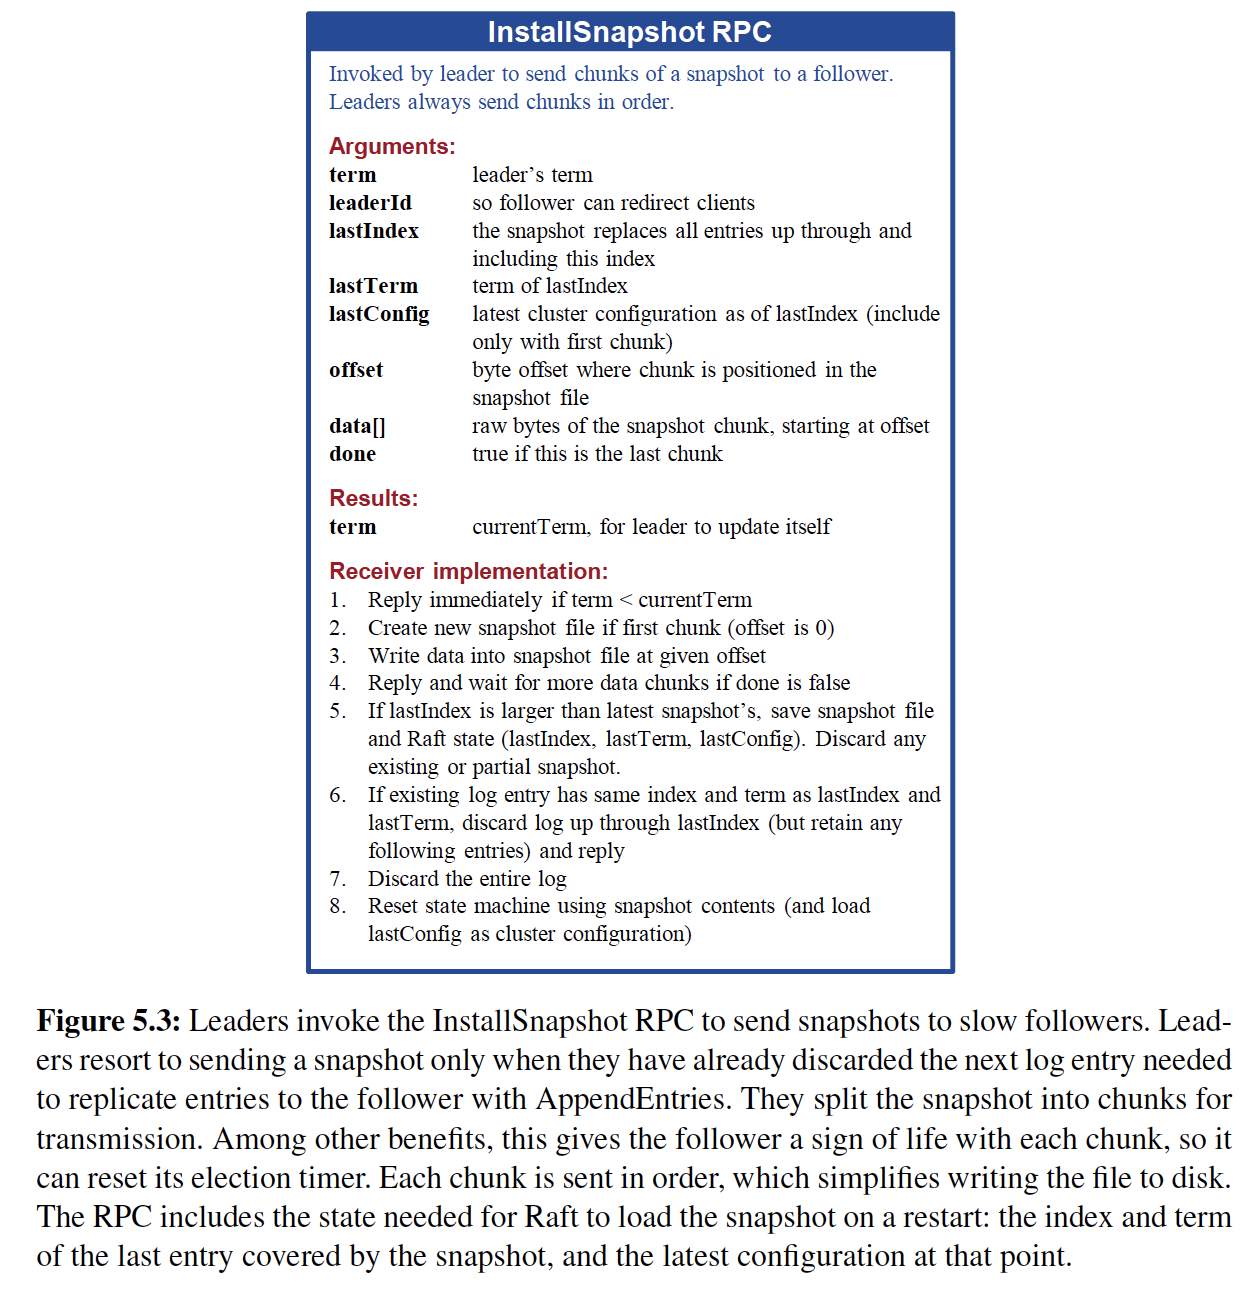 InstallSnapshot RPC
Invoked by leader to send chunks of a snapshot to a follower.
Leaders always send chunks in order.
Arguments:
term leader's term
leaderId so follower can redirect clients
lastIndex the snapshot replaces all entries up through and
including this index
lastTerm term of lastIndex
lastConfig latest cluster configuration as of lastIndex (include
only with first chunk)
offset byte offset where chunk is positioned in the
snapshot file
data[] raw bytes of the snapshot chunk, starting at offset
done true if this is the last chunk
Results:
term currentTerm, for leader to update itself
Receiver implementation:
1. Reply immediately if term < currentTerm
2. Create new snapshot file if first chunk (offset is 0)
3. Write data into snapshot file at given offset
4. Reply and wait for more data chunks if done is false
5. If lastIndex is larger than latest snapshot's, save snapshot file
and Raft state (lastIndex, lastTerm, lastConfig). Discard any
existing or partial snapshot.
6. If existing log entry has same index and term as lastIndex and
lastTerm, discard log up through lastIndex (but retain any
following entries) and reply
7. Discard the entire log
8. Reset state machine using snapshot contents (and load
lastConfig as cluster configuration)
Figure 5.3: Leaders invoke the InstallSnapshot RPC to send snapshots to slow followers. Lead-
ers resort to sending a snapshot only when they have already discarded the next log entry needed
to replicate entries to the follower with AppendEntries. They split the snapshot into chunks for
transmission. Among other benefits, this gives the follower a sign of life with each chunk, so it
can reset its election timer. Each chunk is sent in order, which simplifies writing the file to disk.
The RPC includes the state needed for Raft to load the snapshot on a restart: the index and term
of the last entry covered by the snapshot, and the latest configuration at that point.